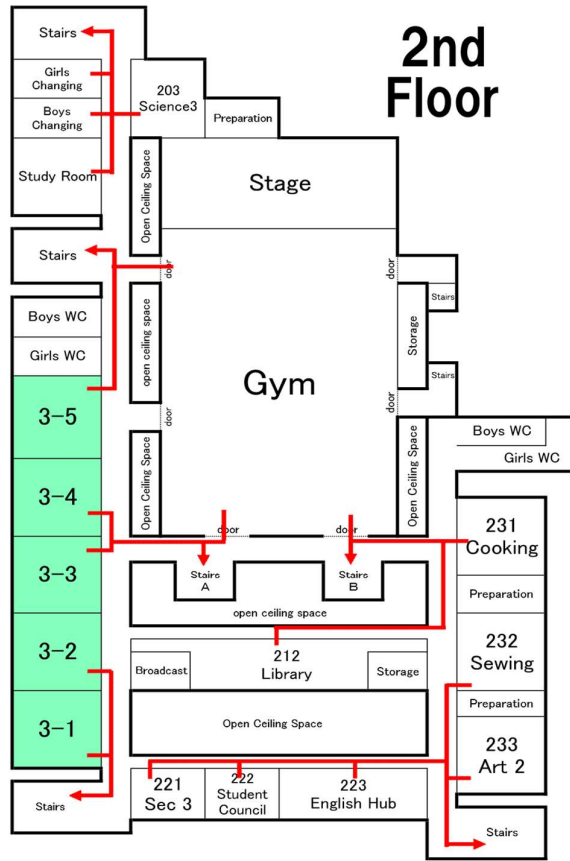 2nd
Floor
Stairs
Girls
Changing
Boys
Changing
Study Room
203
Science3
Preparation
Open Ceiling Space
Stage
Stairs
door
door
Boys WC
Girls WC
open ceiling space
Gym
Storage
Stairs
Stairs
3-5
door
Open Ceiling Space
Open Ceiling Space
Boys WC
Girls WC
3-4
door
door
231
Cooking
3-3
Stairs
A
Stairs
B
open ceiling space
Preparation
3-2
212
Library
Broadcast
Storage
232
Sewing
Preparation
3-1
Open Ceiling Space
233
Art 2
Stairs
221
Sec 3
222
Student
Council
223
English Hub
Stairs